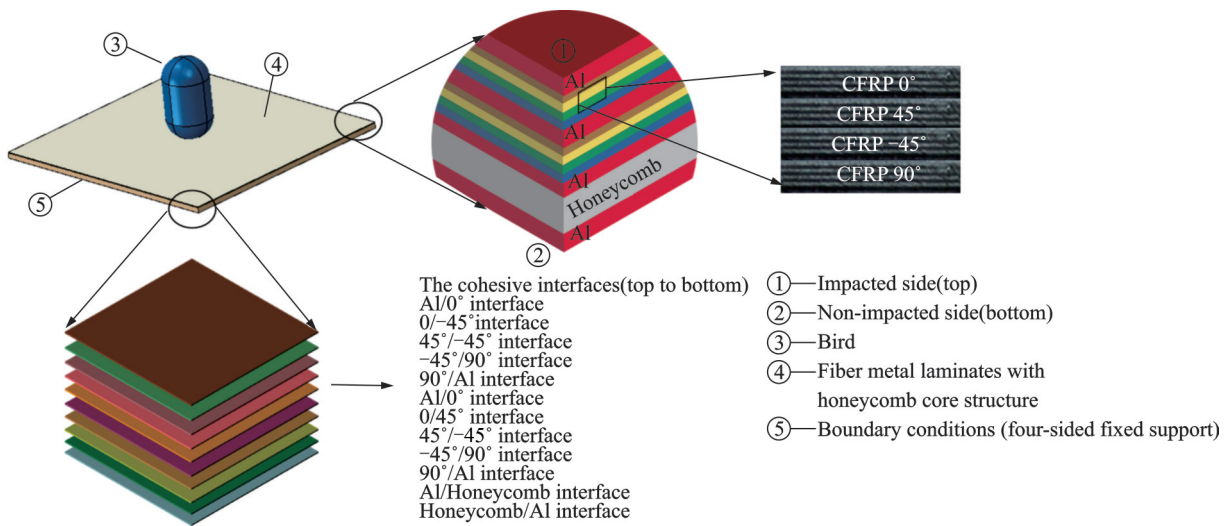 ③
④
⑤
①
Al
Al
Al
Honeycomb
Al
②
CFRP 0°
CFRP 45°
CFRP −45°
CFRP 90°
The cohesive interfaces(top to bottom)
Al/0° interface
0/−45°interface
45°/−45° interface
−45°/90° interface
90°/Al interface
Al/0° interface
0/45° interface
45°/−45° interface
−45°/90° interface
90°/Al interface
Al/Honeycomb interface
Honeycomb/Al interface
①—Impacted side(top)
②—Non-impacted side(bottom)
③—Bird
④—Fiber metal laminates with
honeycomb core structure
⑤—Boundary conditions (four-sided fixed support)